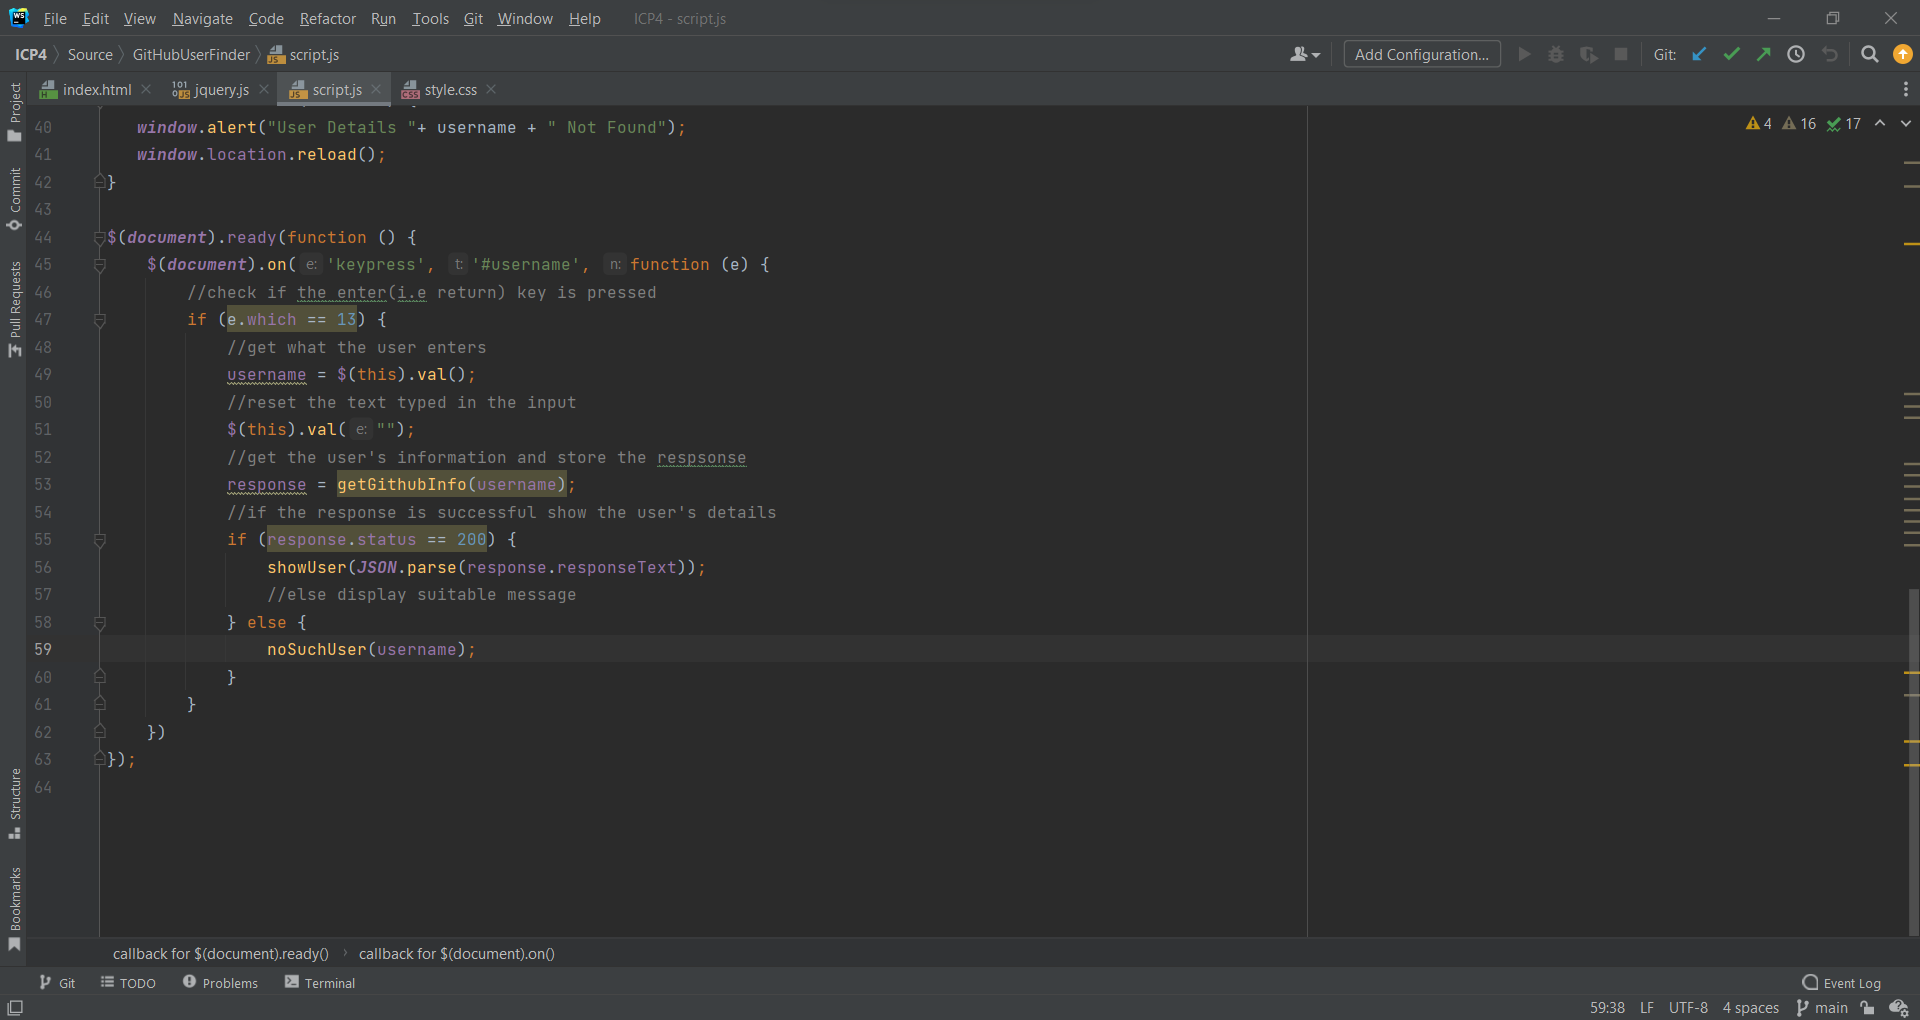 File Edit View Navigate Code Refactor Run Tools Git Window Help ICP4 - script.js
ICP4 Source GitHubUserFinder script.js Add Configuration... Git:
index.html jquery.js script.js style.css
40 window.alert("User Details "+ username + " Not Found");
4 16 17
41 window.location.reload();
42 }
43
44 $(document).ready(function () {
45 $(document).on( e: 'keypress', t: '#username', n: function (e) {
46 //check if the enter(i.e return) key is pressed
47 if (e.which == 13) {
48 //get what the user enters
49 username = $(this).val();
50 //reset the text typed in the input
51 $(this).val( e: "");
52 //get the user's information and store the respsonse
53 response = getGithubInfo(username);
54 //if the response is successful show the user's details
55 if (response.status == 200) {
56 showUser(JSON.parse(response.responseText));
57 //else display suitable message
58 } else {
59 noSuchUser(username);
60 }
61 }
62 })
63 });
64
Project
Commit
Pull Requests
Structure
Bookmarks
callback for $(document).ready() callback for $(document).on()
Git TODO Problems Terminal Event Log
59:38 LF UTF-8 4 spaces main